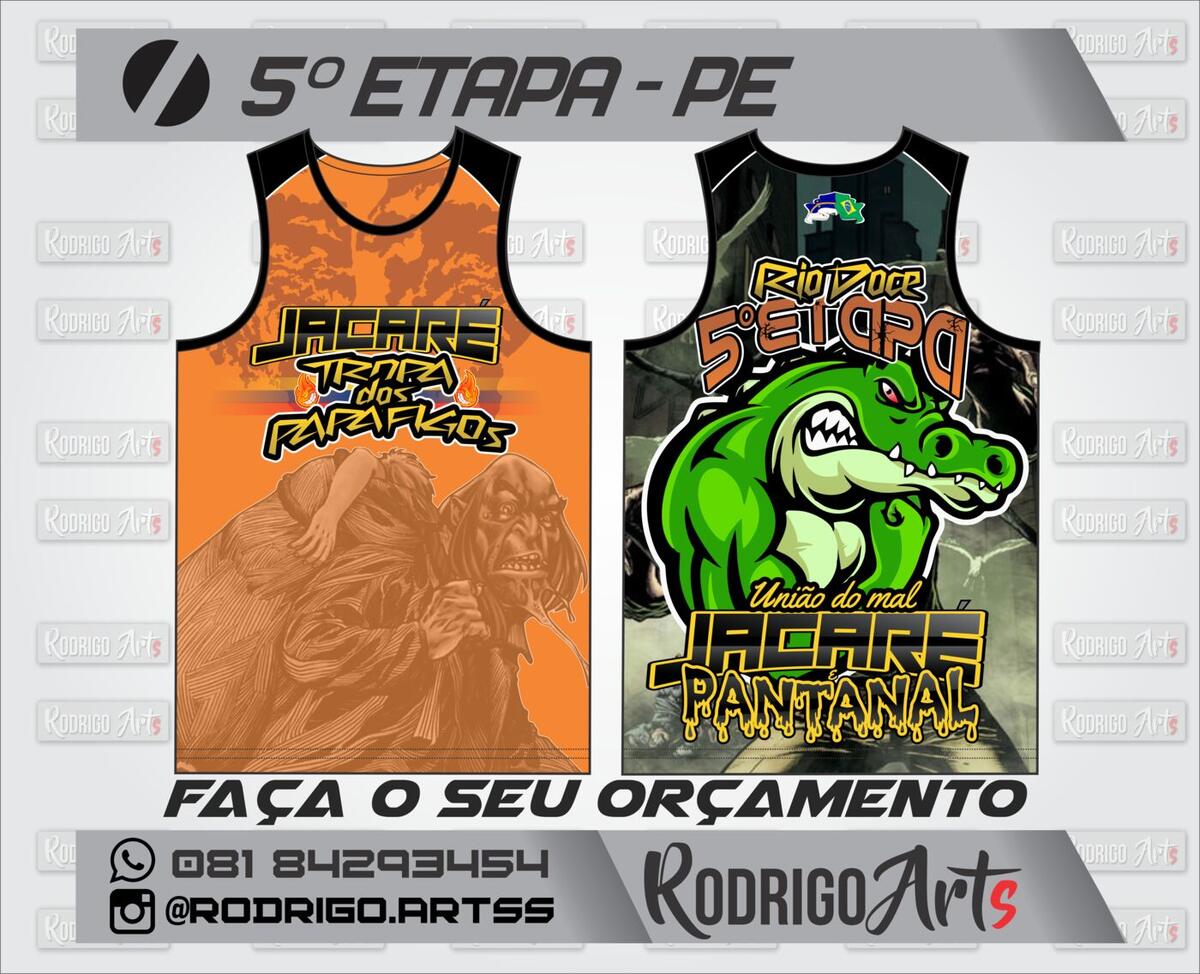 5º ETAPA - PE
JACARÉ
TROPA
dos
PAPAFIGOs
Rio Doce
5º ETAPA
União do mal
JACARÉ
E
PANTANAL
FAÇA O SEU ORÇAMENTO
081 84293454
@RODRIGO.ARTSS
RODRIGO Arts